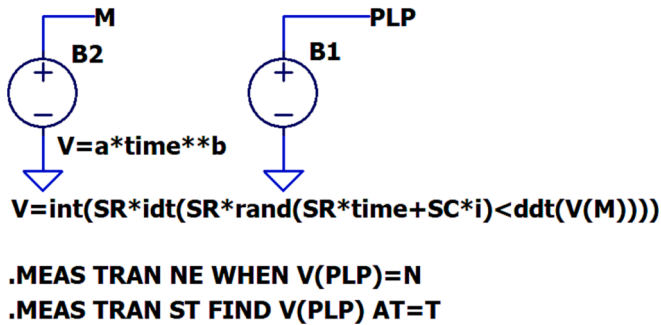 M
PLP
B2
B1
V=a*time**b
V=int(SR*idt(SR*rand(SR*time+SC*i)<ddt(V(M))))
.MEAS TRAN NE WHEN V(PLP)=N
.MEAS TRAN ST FIND V(PLP) AT=T